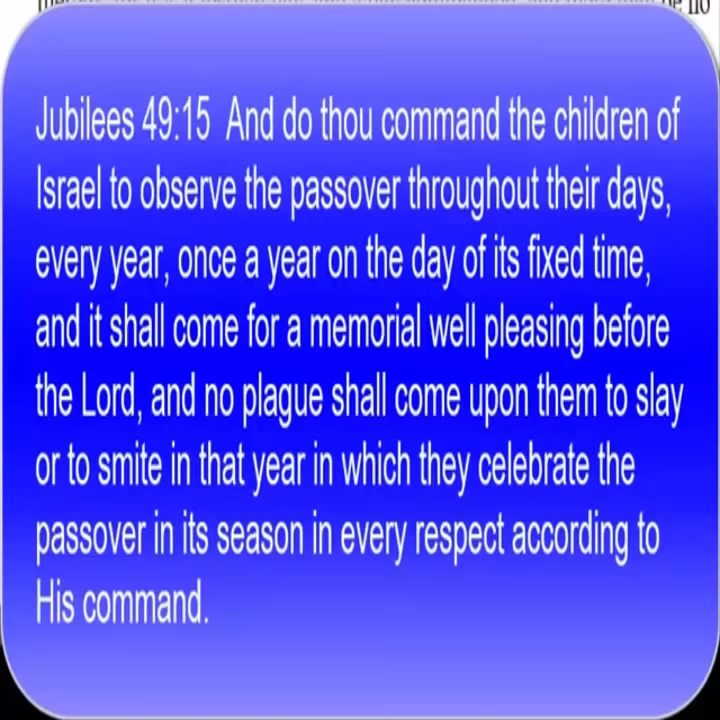 be no
Jubilees 49:15 And do thou command the children of
Israel to observe the passover throughout their days,
every year, once a year on the day of its fixed time,
and it shall come for a memorial well pleasing before
the Lord, and no plague shall come upon them to slay
or to smite in that year in which they celebrate the
passover in its season in every respect according to
His command.